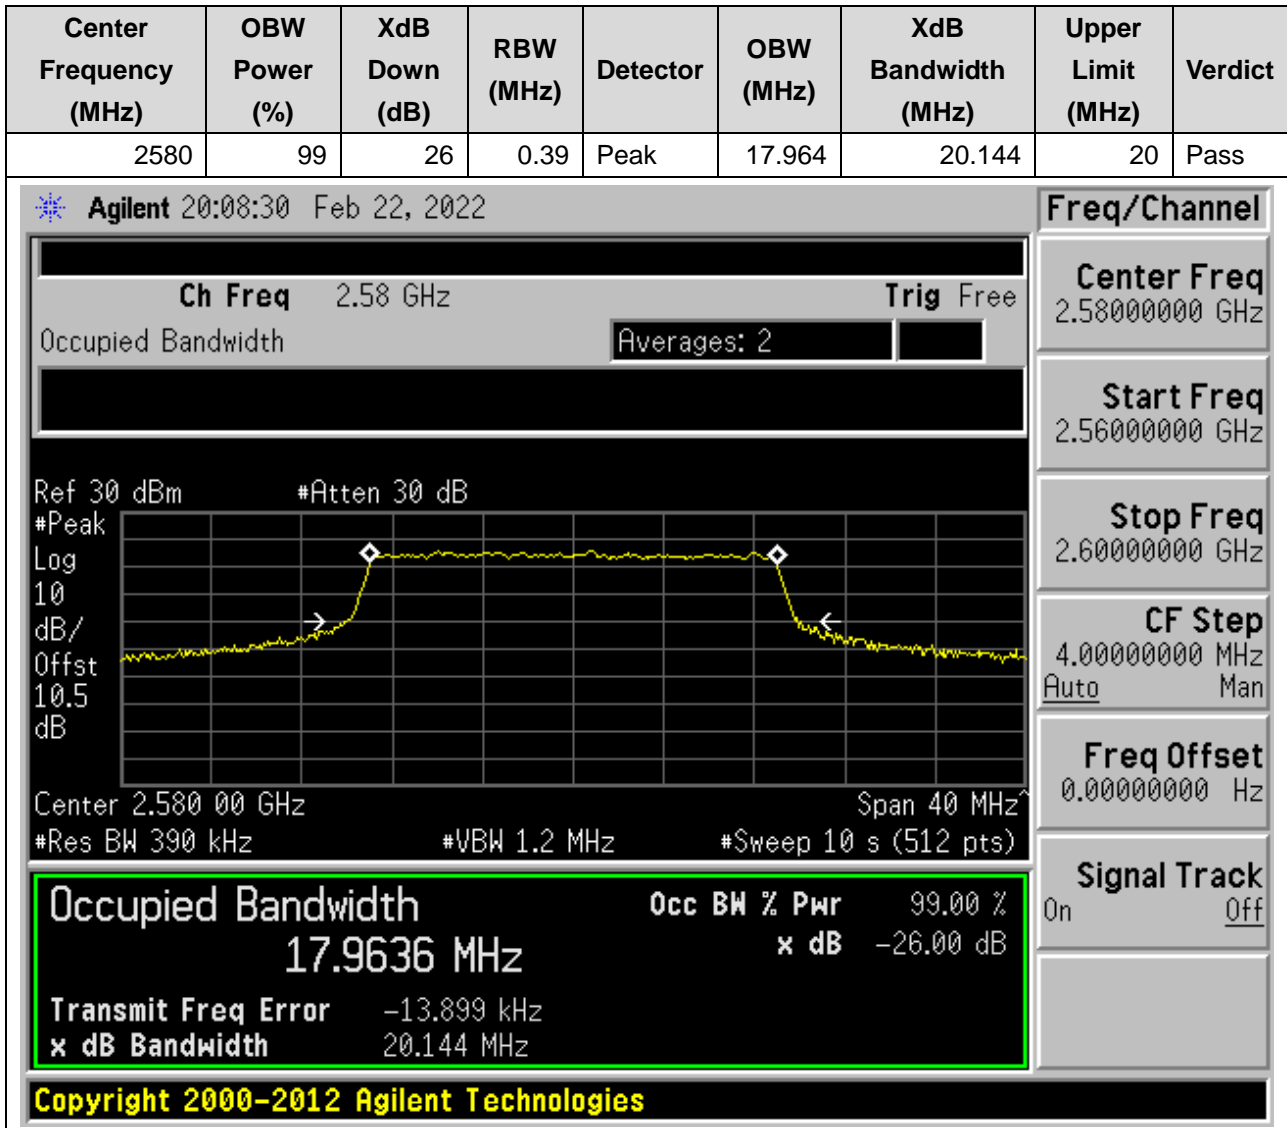 Center Frequency (MHz) OBW Power (%) XdB Down (dB) RBW (MHz) Detector OBW (MHz) XdB Bandwidth (MHz) Upper Limit (MHz) Verdict
2580 99 26 0.39 Peak 17.964 20.144 20 Pass
Agilent 20:08:30 Feb 22, 2022
Freq/Channel
Ch Freq 2.58 GHz Trig Free
Occupied Bandwidth Averages: 2
Center Freq
2.58000000 GHz
Start Freq
2.56000000 GHz
Stop Freq
2.60000000 GHz
CF Step
4.00000000 MHz
Auto Man
Freq Offset
0.00000000 Hz
Signal Track
On Off
Ref 30 dBm #Atten 30 dB
#Peak
Log
10
dB/
Offst
10.5
dB
Center 2.580 00 GHz Span 40 MHz^
#Res BW 390 kHz #VBW 1.2 MHz #Sweep 10 s (512 pts)
Occupied Bandwidth
17.9636 MHz
Occ BW % Pwr 99.00 %
x dB -26.00 dB
Transmit Freq Error -13.899 kHz
x dB Bandwidth 20.144 MHz
Copyright 2000-2012 Agilent Technologies